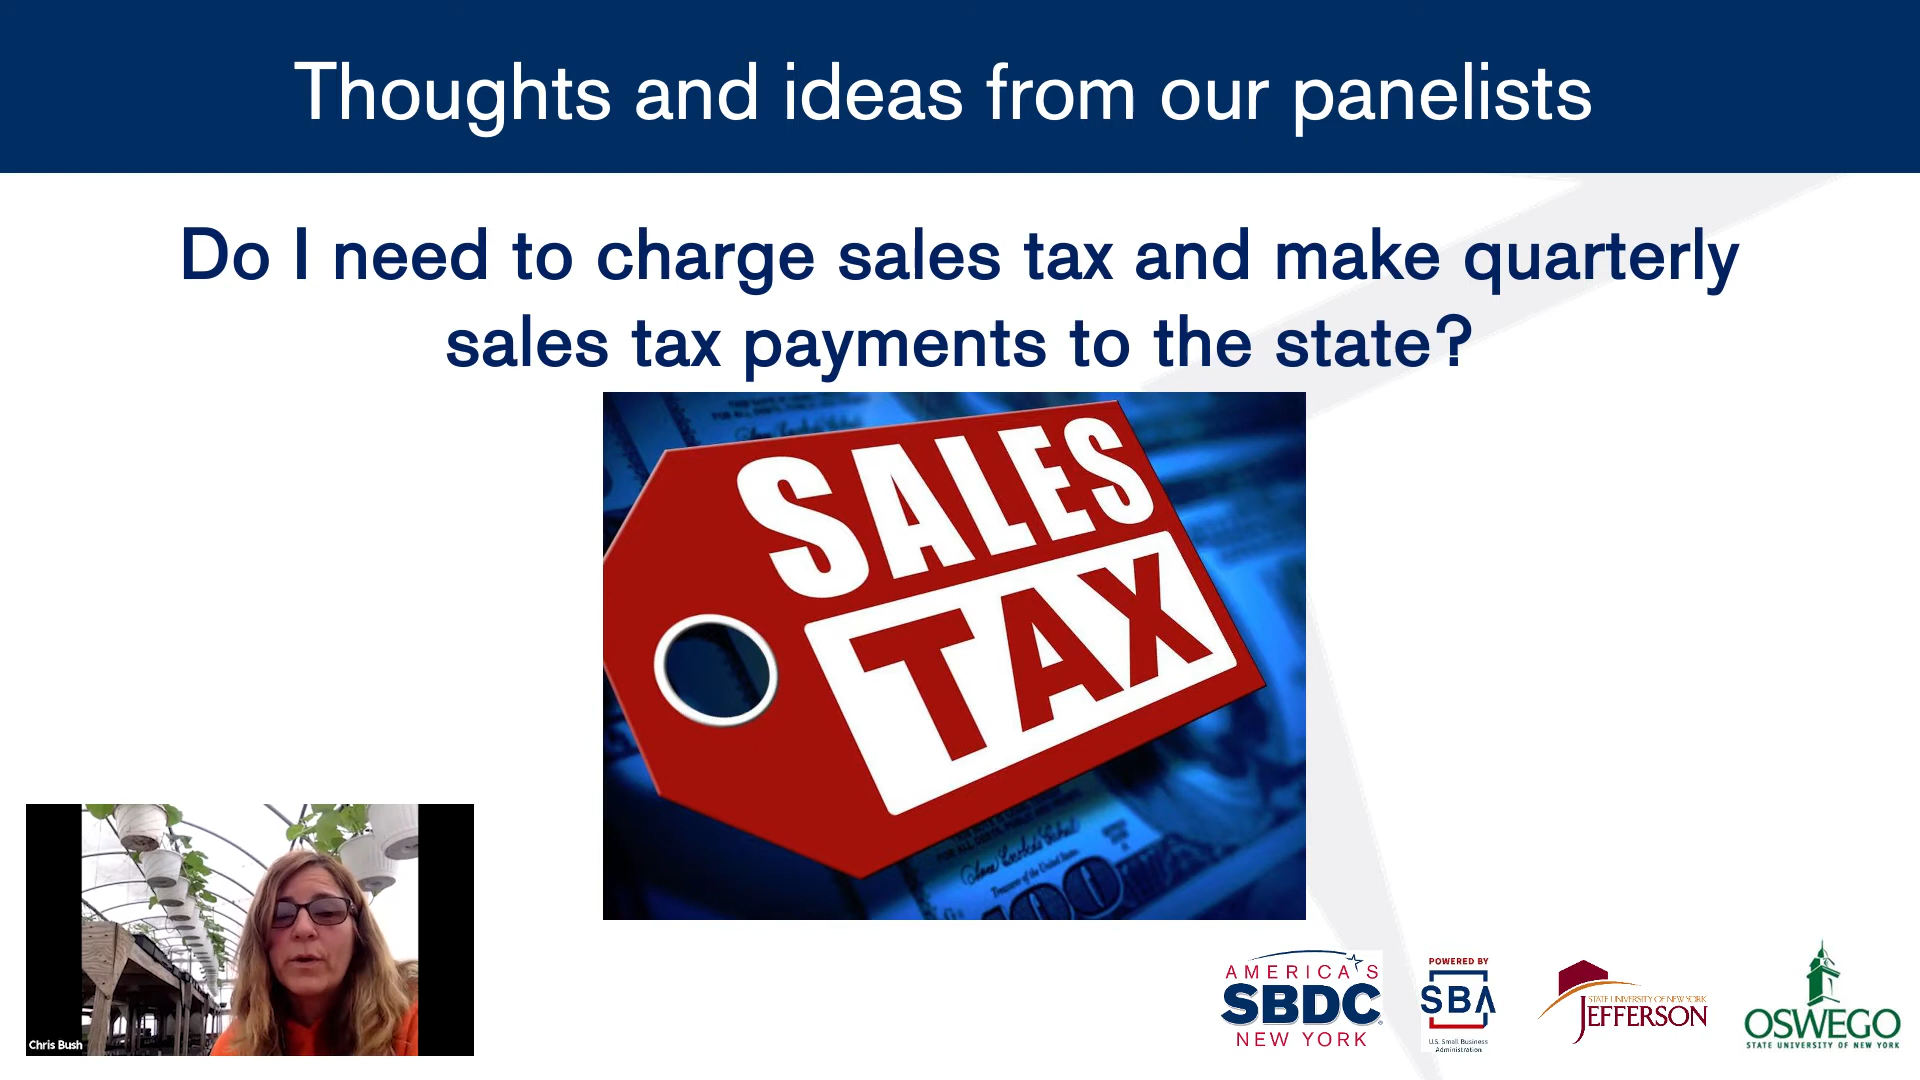 Thoughts and ideas from our panelists
Do I need to charge sales tax and make quarterly
sales tax payments to the state?
SALES
TAX
100
Chris Bush
AMERICA'S
SBDC
NEW YORK
POWERED BY
SBA
U.S. Small Business
Administration
STATE UNIVERSITY OF NEW YORK
JEFFERSON
OSWEGO
STATE UNIVERSITY OF NEW YORK